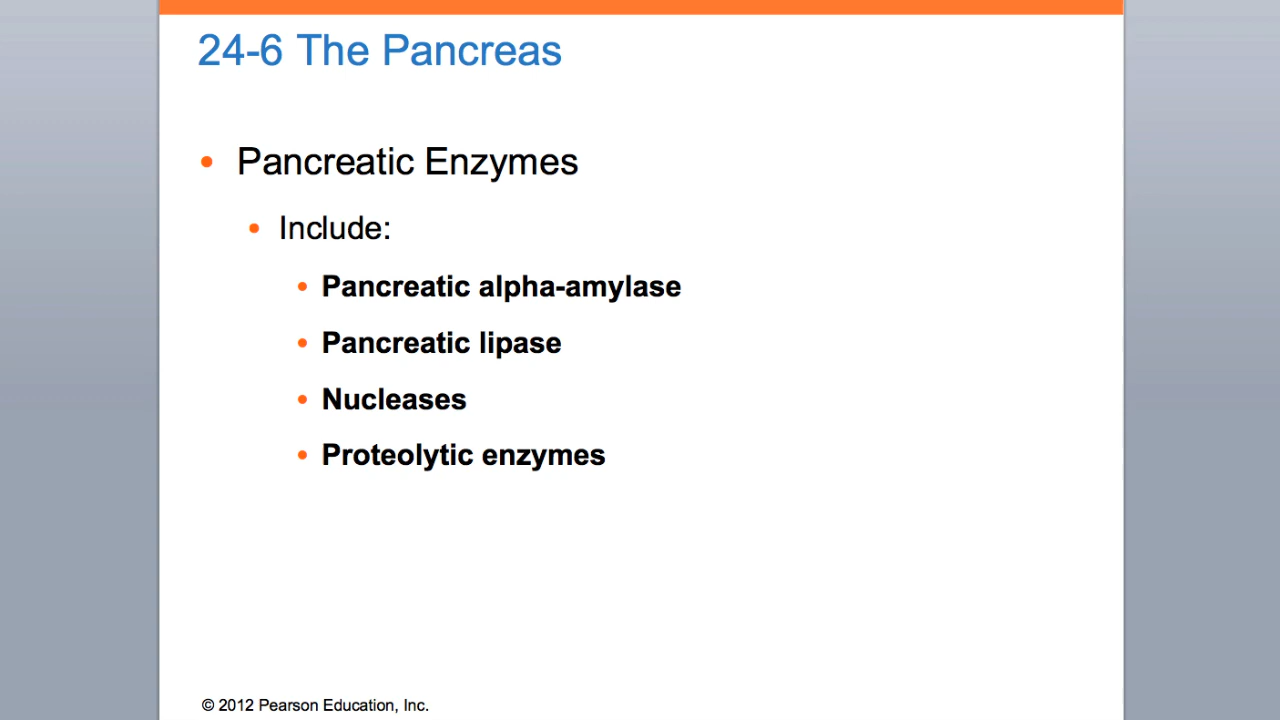 24-6 The Pancreas
• Pancreatic Enzymes
• Include:
• Pancreatic alpha-amylase
• Pancreatic lipase
• Nucleases
• Proteolytic enzymes
© 2012 Pearson Education, Inc.